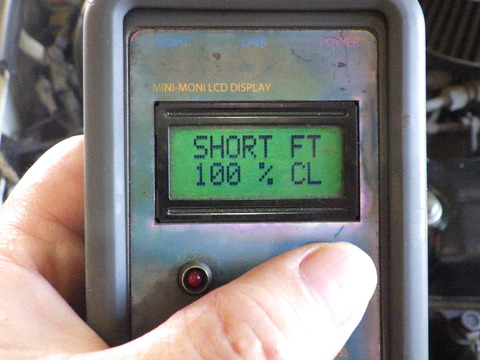 LINK POWER
MINI-MONI LCD DISPLAY
SHORT FT
100 % CL